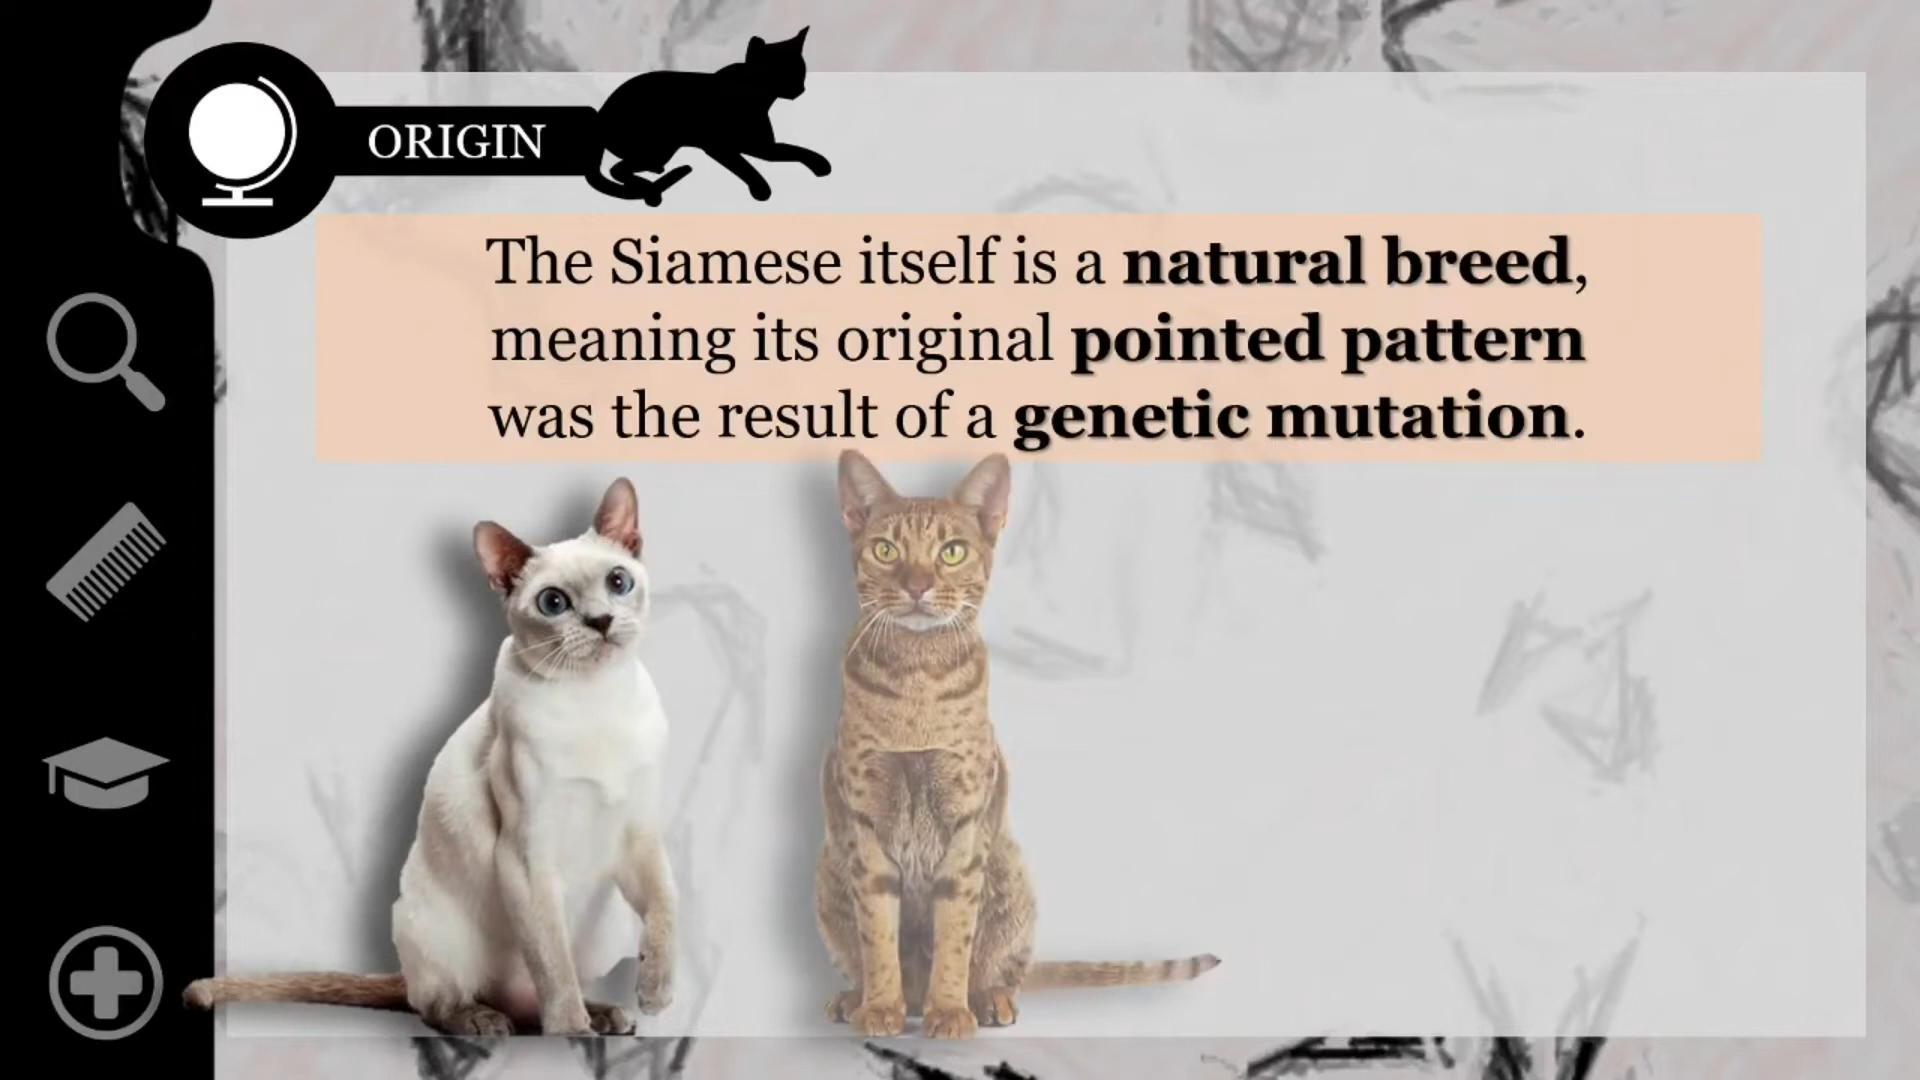 ORIGIN
The Siamese itself is a natural breed,
meaning its original pointed pattern
was the result of a genetic mutation.